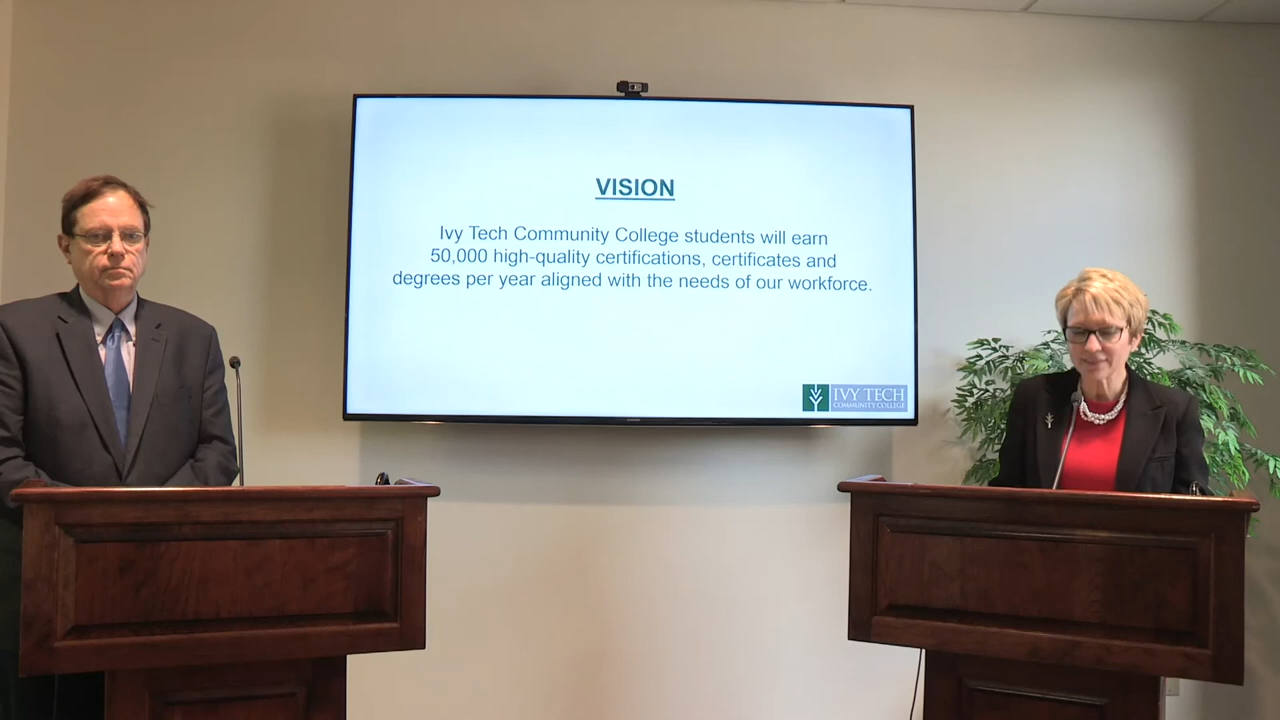 VISION
Ivy Tech Community College students will earn
50,000 high-quality certifications, certificates and
degrees per year aligned with the needs of our workforce.
IVY TECH
COMMUNITY COLLEGE